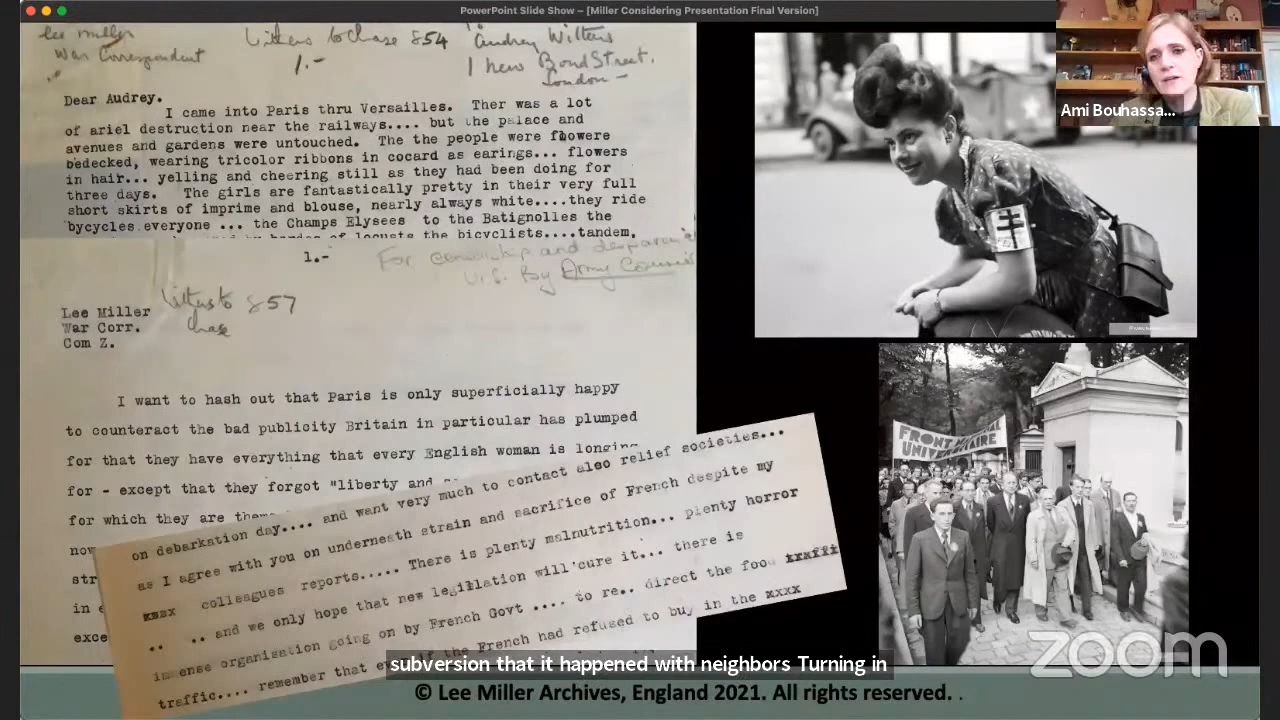 PowerPoint Slide Show – [Miller Considering Presentation Final Version]
Lee Miller
War Correspondent
Wittens to Chase 854
1.-
Audrey Withers
1 New Bond Street,
London -
Dear Audrey.
I came into Paris thru Versailles. Ther was a lot
of ariel destruction near the railways.... but the palace and
avenues and gardens were untouched. The the people were flowere
bedecked, wearing tricolor ribbons in cocard as earings... flowers
in hair... yelling and cheering still as they had been doing for
three days. The girls are fantastically pretty in their very full
short skirts of imprime and blouse, nearly always white....they ride
bycycles everyone ... the Champs Elysees to the Batignolles the
hordes of locusts the bicyclists....tandem,
1.-
For censorship and
U.S. By Army
857
Chase
Lee Miller
War Corr.
Com Z.
I want to hash out that Paris is only superficially happy
to counteract the bad publicity Britain in particular has plumped
for that they have everything that every English woman is longing
for - except that they forgot "liberty and
for which they are
now
str
in
exce
on debarkation day.... and want very much to contact also relief societies...
as I agree with you on underneath strain and sacrifice of French despite my
xxxx colleagues reports..... There is plenty malnutrition... plenty horror
.. .. and we only hope that new legislation will cure it... there is
immense organisation going on by French Govt .... to re.. direct the food traffi
traffic.... remember that if the French had refused to buy in the xxxx
FRONT
UNIVERSITAIRE
Ami Bouhassa...
zoom
subversion that it happened with neighbors Turning in
© Lee Miller Archives, England 2021. All rights reserved. .